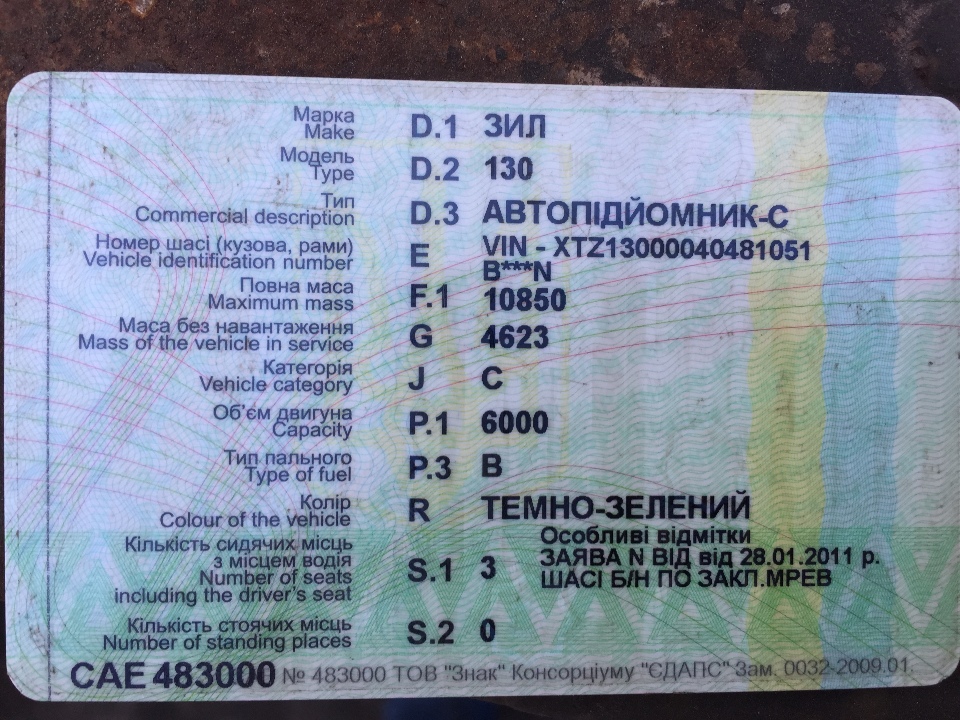 Марка
Make D.1 ЗИЛ
Модель
Type D.2 130
Тип
Commercial description D.3 АВТОПІДЙОМНИК-С
Номер шасі (кузова, рами)
Vehicle identification number E VIN - XTZ13000040481051
B***N
Повна маса
Maximum mass F.1 10850
Маса без навантаження
Mass of the vehicle in service G 4623
Категорія
Vehicle category J C
Об'єм двигуна
Capacity P.1 6000
Тип пального
Type of fuel P.3 B
Колір
Colour of the vehicle R ТЕМНО-ЗЕЛЕНИЙ
Кількість сидячих місць
з місцем водія
Number of seats
including the driver's seat S.1 3
Особливі відмітки
ЗАЯВА N ВІД від 28.01.2011 р.
ШАСІ Б/Н ПО ЗАКЛ.МРЕВ
Кількість стоячих місць
Number of standing places S.2 0
САЕ 483000 № 483000 ТОВ "Знак" Консорціуму "ЄДАПС" Зам. 0032-2009.01.